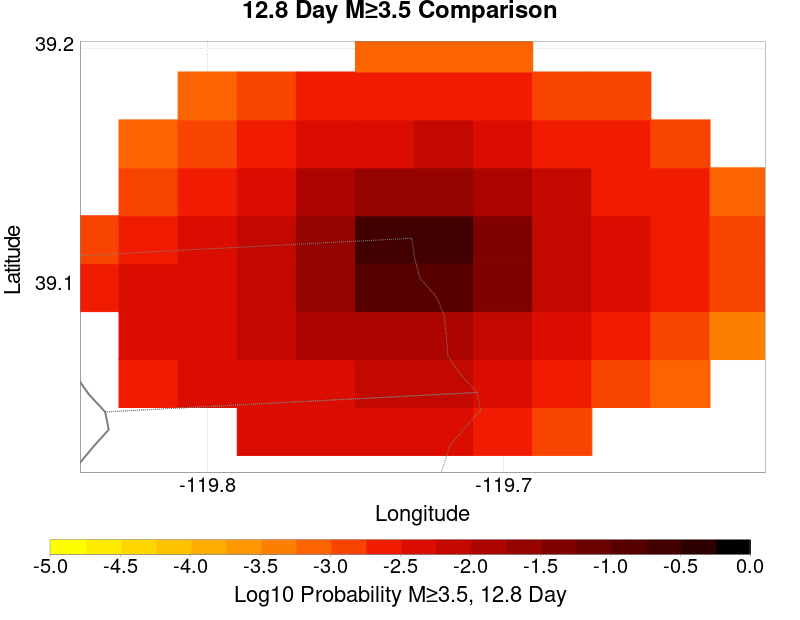 12.8 Day M≥3.5 Comparison
39.2
39.1
Latitude
-119.8 -119.7
Longitude
-5.0 -4.5 -4.0 -3.5 -3.0 -2.5 -2.0 -1.5 -1.0 -0.5 0.0
Log10 Probability M≥3.5, 12.8 Day